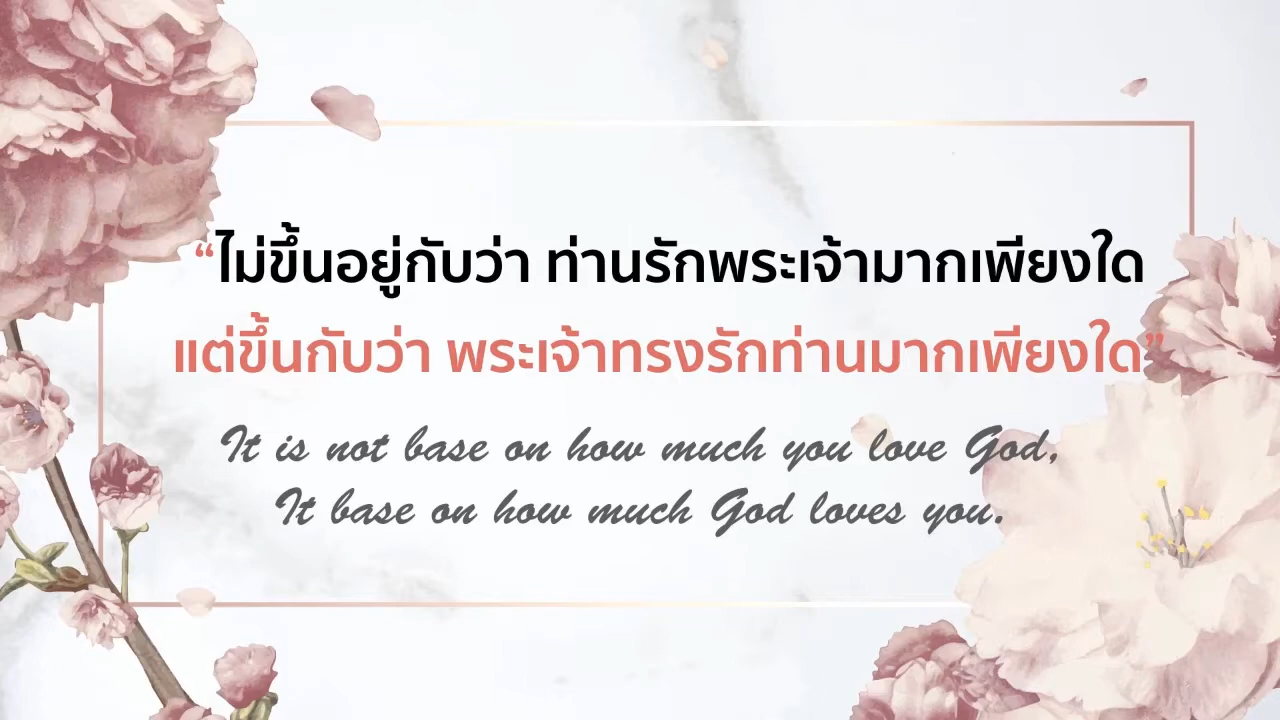 “ไม่ขึ้นอยู่กับว่า ท่านรักพระเจ้ามากเพียงใด
แต่ขึ้นกับว่า พระเจ้าทรงรักท่านมากเพียงใด”
It is not base on how much you love God,
It base on how much God loves you.